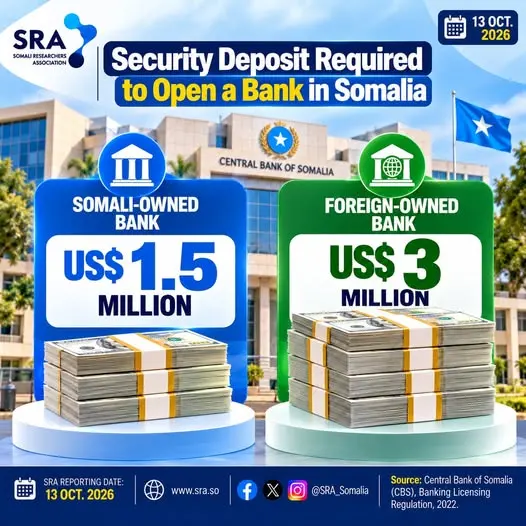 SRA
SOMALI RESEARCHERS
ASSOCIATION
13 OCT.
2026
Security Deposit Required
to Open a Bank in Somalia
CENTRAL BANK OF SOMALIA
SOMALI-OWNED
BANK
US$ 1.5
MILLION
FOREIGN-OWNED
BANK
US$ 3
MILLION
SRA REPORTING DATE:
13 OCT. 2026
www.sra.so
@SRA_Somalia
Source: Central Bank of Somalia
(CBS), Banking Licensing
Regulation, 2022.